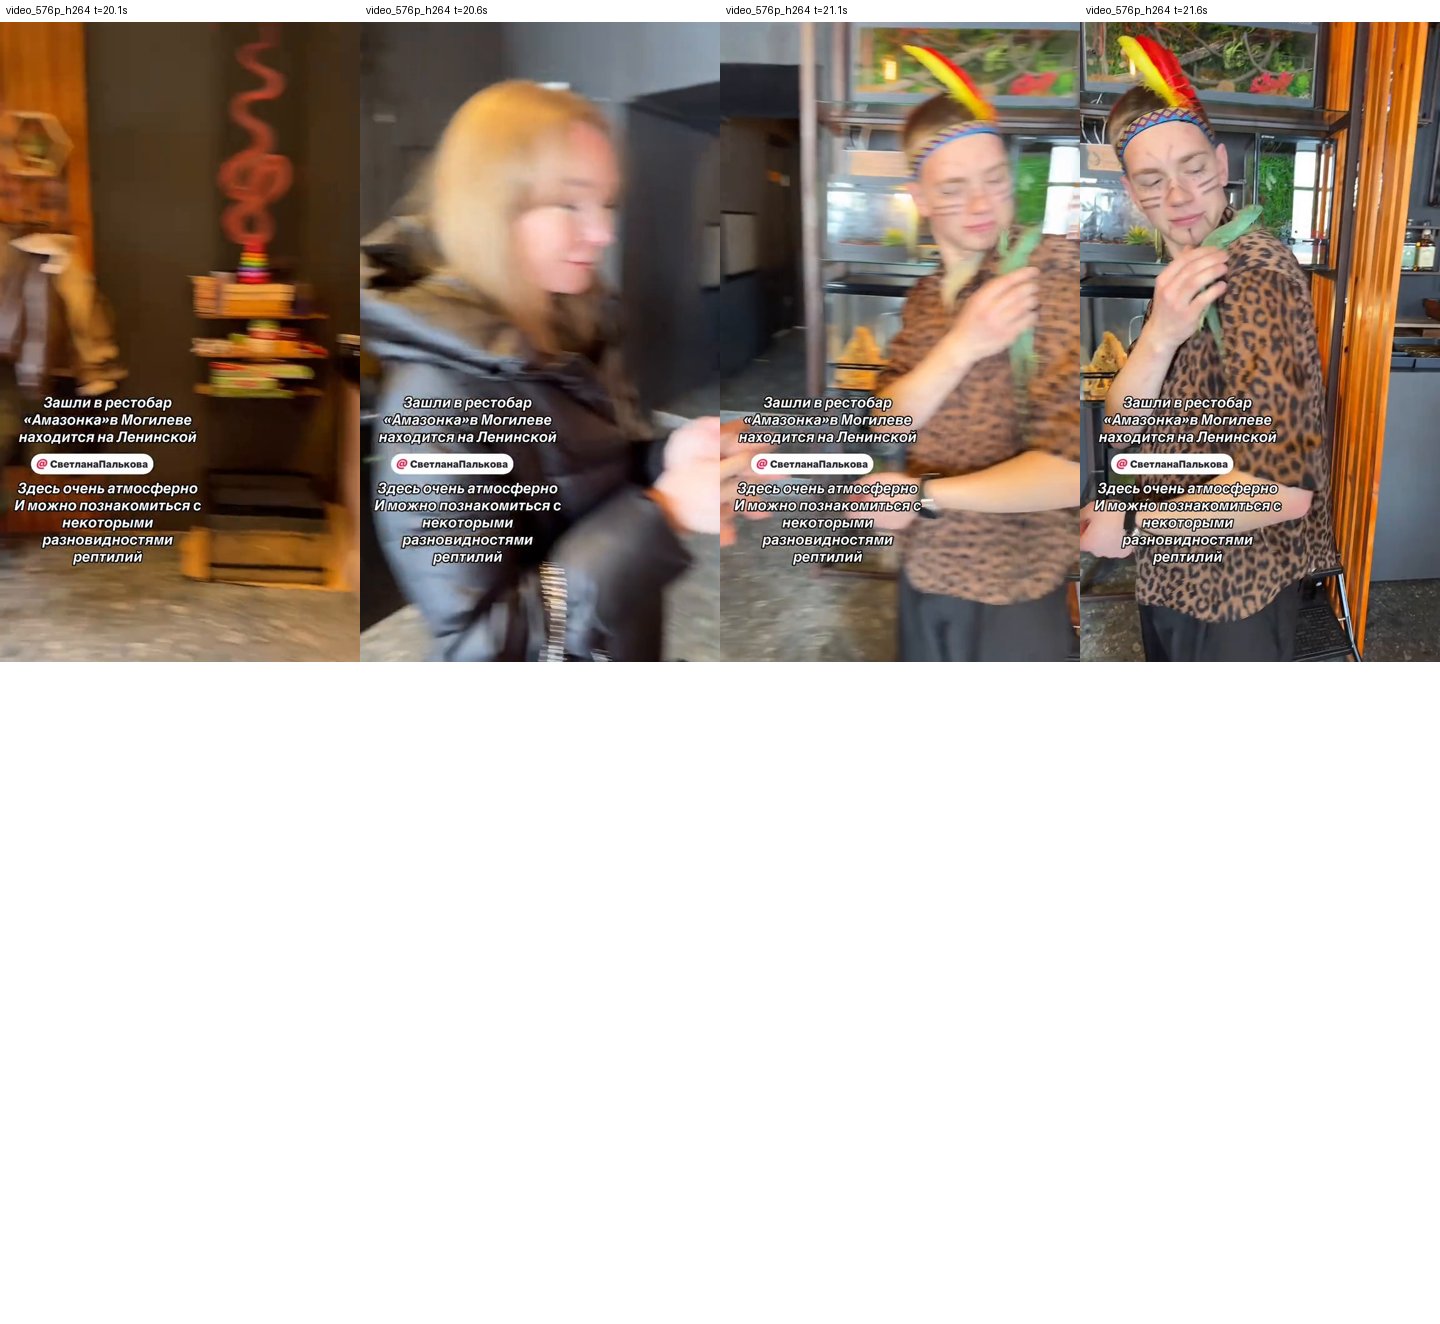 video_576p_h264 t=20.1s
video_576p_h264 t=20.6s
video_576p_h264 t=21.1s
video_576p_h264 t=21.6s
Зашли в рестобар
«Амазонка»в Могилеве
находится на Ленинской
@ СветланаПалькова
Здесь очень атмосферно
И можно познакомиться с
некоторыми
разновидностями
рептилий
Зашли в рестобар
«Амазонка»в Могилеве
находится на Ленинской
@ СветланаПалькова
Здесь очень атмосферно
И можно познакомиться с
некоторыми
разновидностями
рептилий
Зашли в рестобар
«Амазонка»в Могилеве
находится на Ленинской
@ СветланаПалькова
Здесь очень атмосферно
И можно познакомиться с
некоторыми
разновидностями
рептилий
Зашли в рестобар
«Амазонка»в Могилеве
находится на Ленинской
@ СветланаПалькова
Здесь очень атмосферно
И можно познакомиться с
некоторыми
разновидностями
рептилий